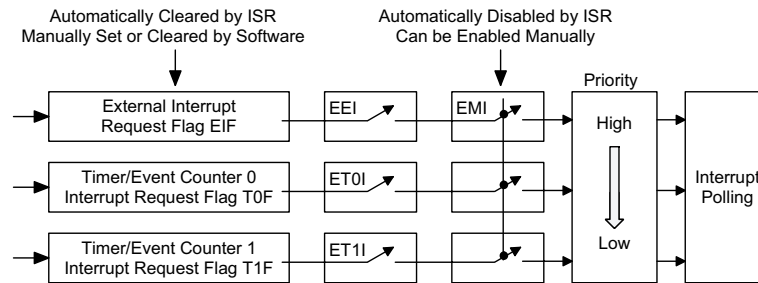 Automatically Cleared by ISR
Manually Set or Cleared by Software
Automatically Disabled by ISR
Can be Enabled Manually
Priority
External Interrupt
Request Flag EIF
EEI
EMI
High
Timer/Event Counter 0
Interrupt Request Flag T0F
ET0I
Interrupt
Polling
Timer/Event Counter 1
Interrupt Request Flag T1F
ET1I
Low